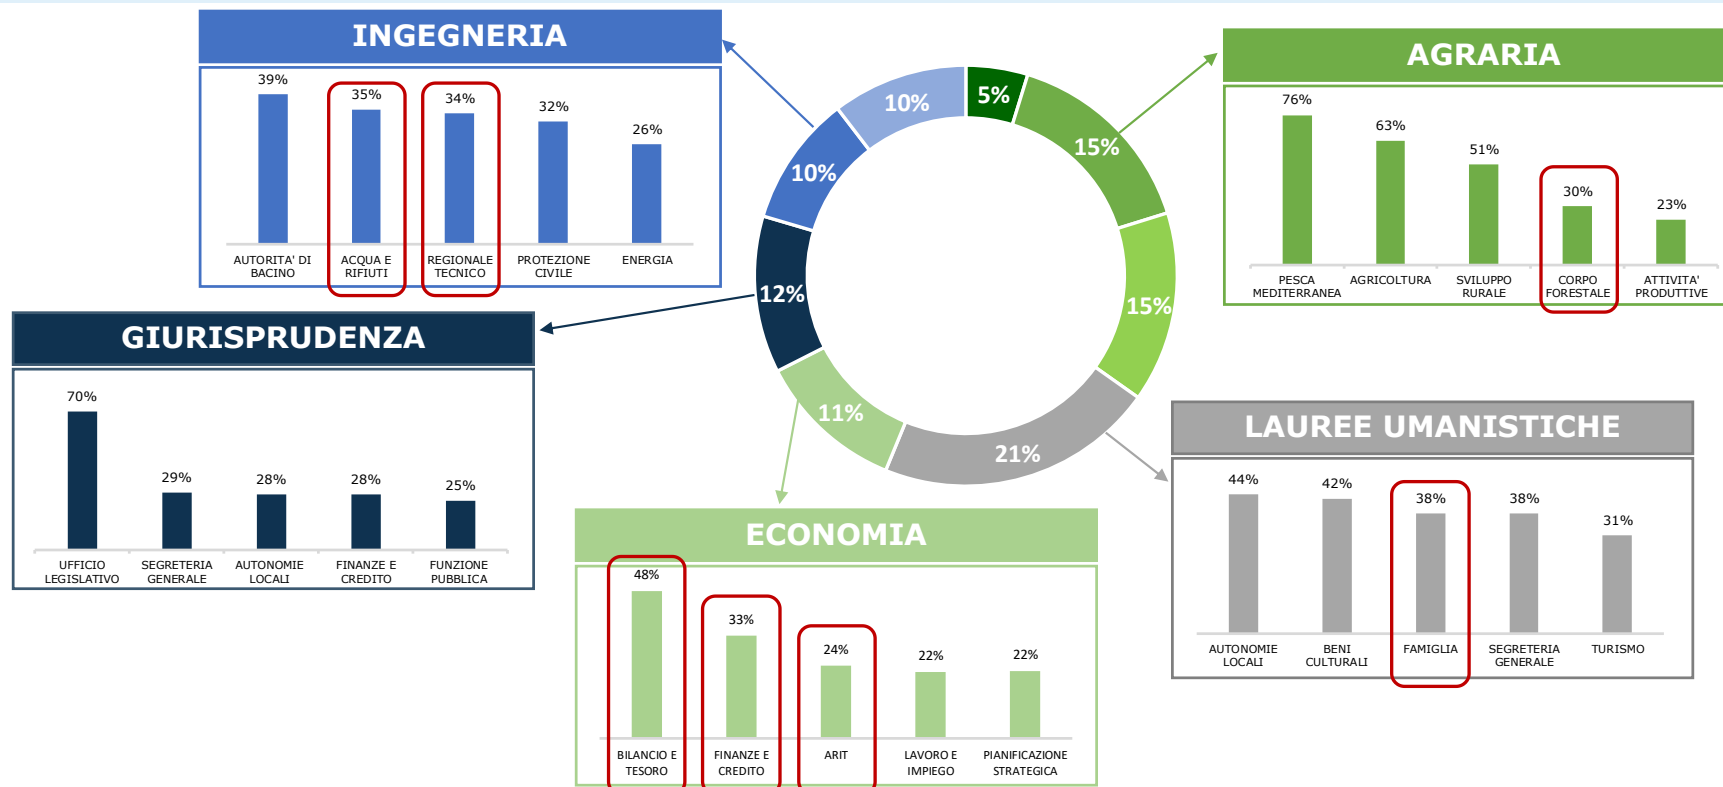 INGEGNERIA
39%
35%
34%
32%
26%
AUTORITA' DI
BACINO
ACQUA E
RIFIUTI
REGIONALE
TECNICO
PROTEZIONE
CIVILE
ENERGIA
AGRARIA
76%
63%
51%
30%
23%
PESCA
MEDITERRANEA
AGRICOLTURA
SVILUPPO
RURALE
CORPO
FORESTALE
ATTIVITA'
PRODUTTIVE
5%
15%
15%
21%
11%
12%
10%
10%
GIURISPRUDENZA
70%
29%
28%
28%
25%
UFFICIO
LEGISLATIVO
SEGRETERIA
GENERALE
AUTONOMIE
LOCALI
FINANZE E
CREDITO
FUNZIONE
PUBBLICA
LAUREE UMANISTICHE
44%
42%
38%
38%
31%
AUTONOMIE
LOCALI
BENI
CULTURALI
FAMIGLIA
SEGRETERIA
GENERALE
TURISMO
ECONOMIA
48%
33%
24%
22%
22%
BILANCIO E
TESORO
FINANZE E
CREDITO
ARIT
LAVORO E
IMPIEGO
PIANIFICAZIONE
STRATEGICA